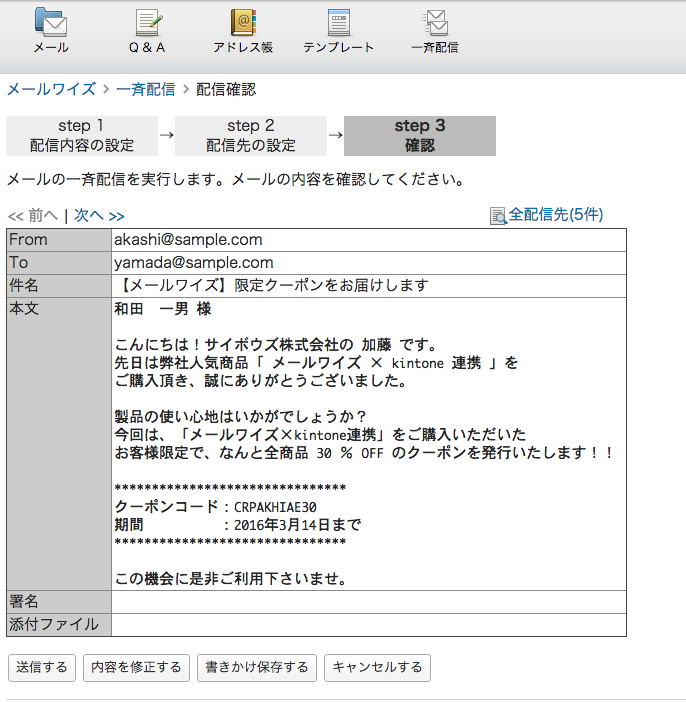 メール
Q & A
アドレス帳
テンプレート
一斉配信
メールワイズ > 一斉配信 > 配信確認
step 1
配信内容の設定
→
step 2
配信先の設定
→
step 3
確認
メールの一斉配信を実行します。メールの内容を確認してください。
<< 前へ | 次へ >>
全配信先(5件)
From akashi@sample.com
To yamada@sample.com
件名 【メールワイズ】限定クーポンをお届けします
本文 和田　一男 様
こんにちは！サイボウズ株式会社の 加藤 です。
先日は弊社人気商品「 メールワイズ × kintone 連携 」を
ご購入頂き、誠にありがとうございました。
製品の使い心地はいかがでしょうか？
今回は、「メールワイズ×kintone連携」をご購入いただいた
お客様限定で、なんと全商品 30 % OFF のクーポンを発行いたします！！
*******************************
クーポンコード：CRPAKHIAE30
期間　　　　　：2016年3月14日まで
*******************************
この機会に是非ご利用下さいませ。
署名
添付ファイル
送信する
内容を修正する
書きかけ保存する
キャンセルする